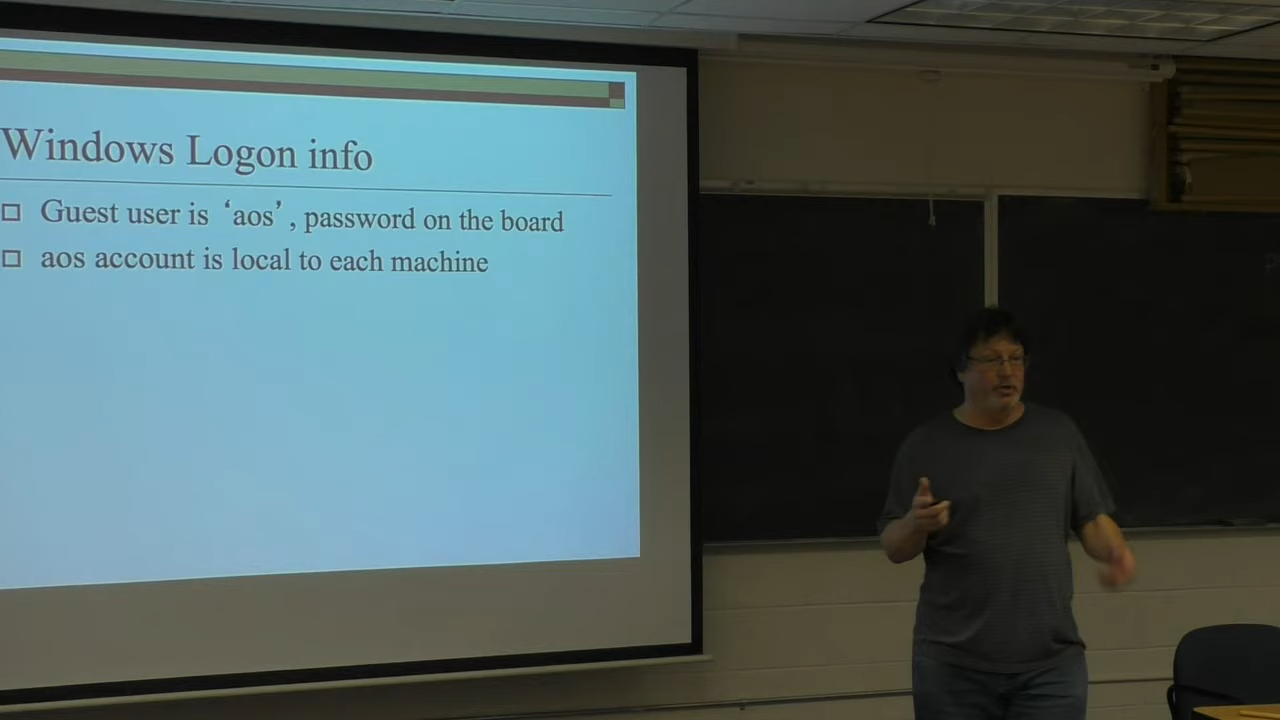 Windows Logon info
Guest user is ‘aos’, password on the board
aos account is local to each machine